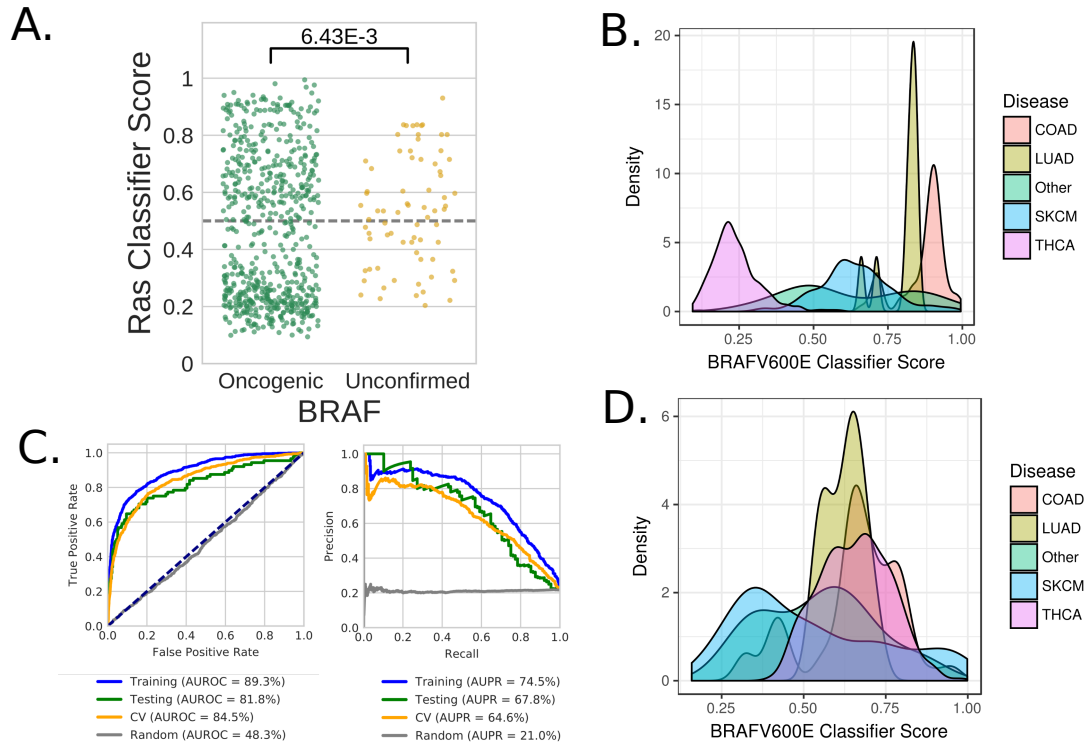 A.
6.43E-3
Ras Classifier Score
1
0.8
0.6
0.4
0.2
0
Oncogenic Unconfirmed
BRAF
B.
Density
20
15
10
5
0
0.25 0.50 0.75 1.00
BRAFV600E Classifier Score
Disease
COAD
LUAD
Other
SKCM
THCA
C.
True Positive Rate
1.0
0.8
0.6
0.4
0.2
0.0
0.0 0.2 0.4 0.6 0.8 1.0
False Positive Rate
Training (AUROC = 89.3%)
Testing (AUROC = 81.8%)
CV (AUROC = 84.5%)
Random (AUROC = 48.3%)
Precision
1.0
0.8
0.6
0.4
0.2
0.0
0.0 0.2 0.4 0.6 0.8 1.0
Recall
Training (AUPR = 74.5%)
Testing (AUPR = 67.8%)
CV (AUPR = 64.6%)
Random (AUPR = 21.0%)
D.
Density
6
4
2
0
0.25 0.50 0.75 1.00
BRAFV600E Classifier Score
Disease
COAD
LUAD
Other
SKCM
THCA